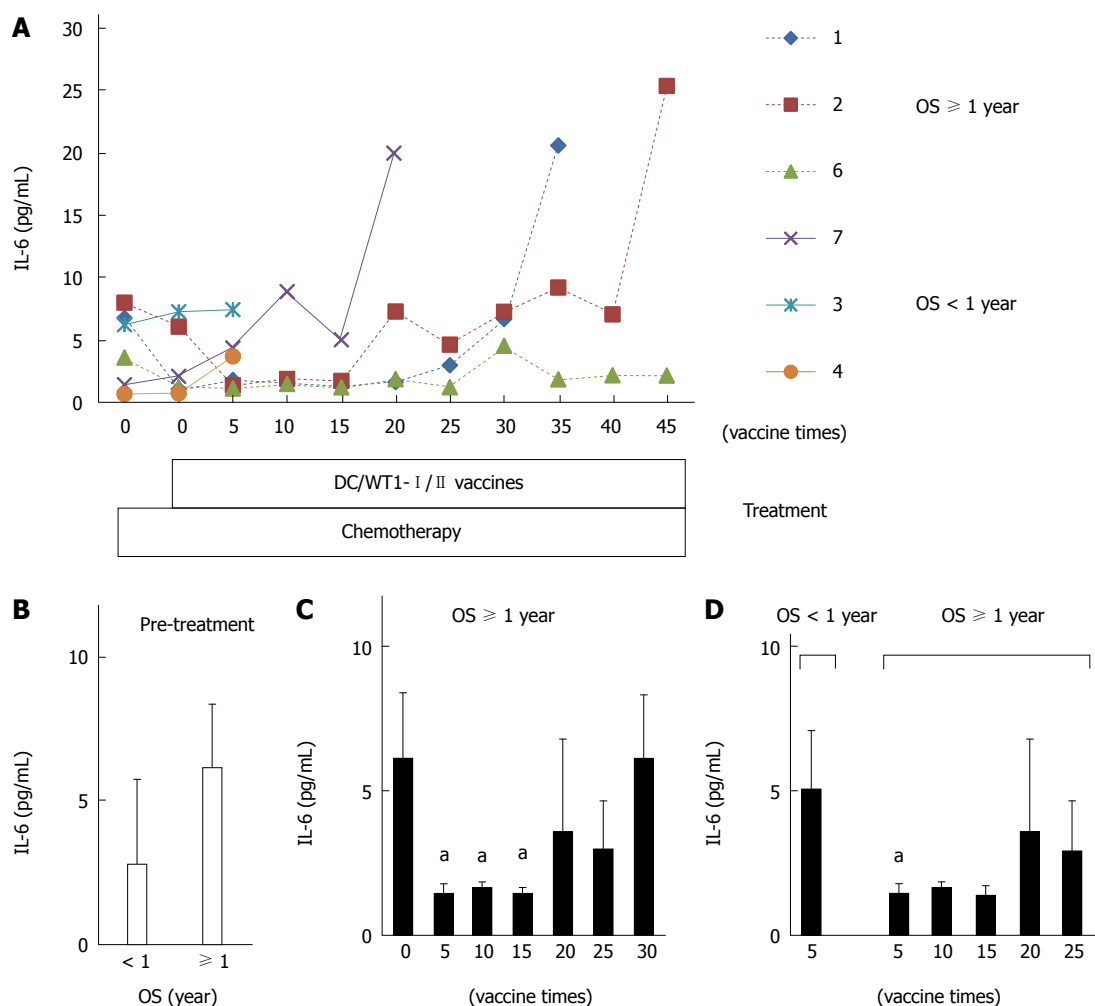 A
30
25
20
15
10
5
0
IL-6 (pg/mL)
0 0 5 10 15 20 25 30 35 40 45 (vaccine times)
1
2 OS ≥ 1 year
6
7
3 OS < 1 year
4
DC/WT1-Ⅰ/Ⅱ vaccines
Chemotherapy
Treatment
B
Pre-treatment
10
5
0
IL-6 (pg/mL)
< 1 ≥ 1
OS (year)
C
OS ≥ 1 year
10
5
0
IL-6 (pg/mL)
a a a
0 5 10 15 20 25 30
(vaccine times)
D
OS < 1 year OS ≥ 1 year
10
5
0
IL-6 (pg/mL)
a
5 5 10 15 20 25
(vaccine times)